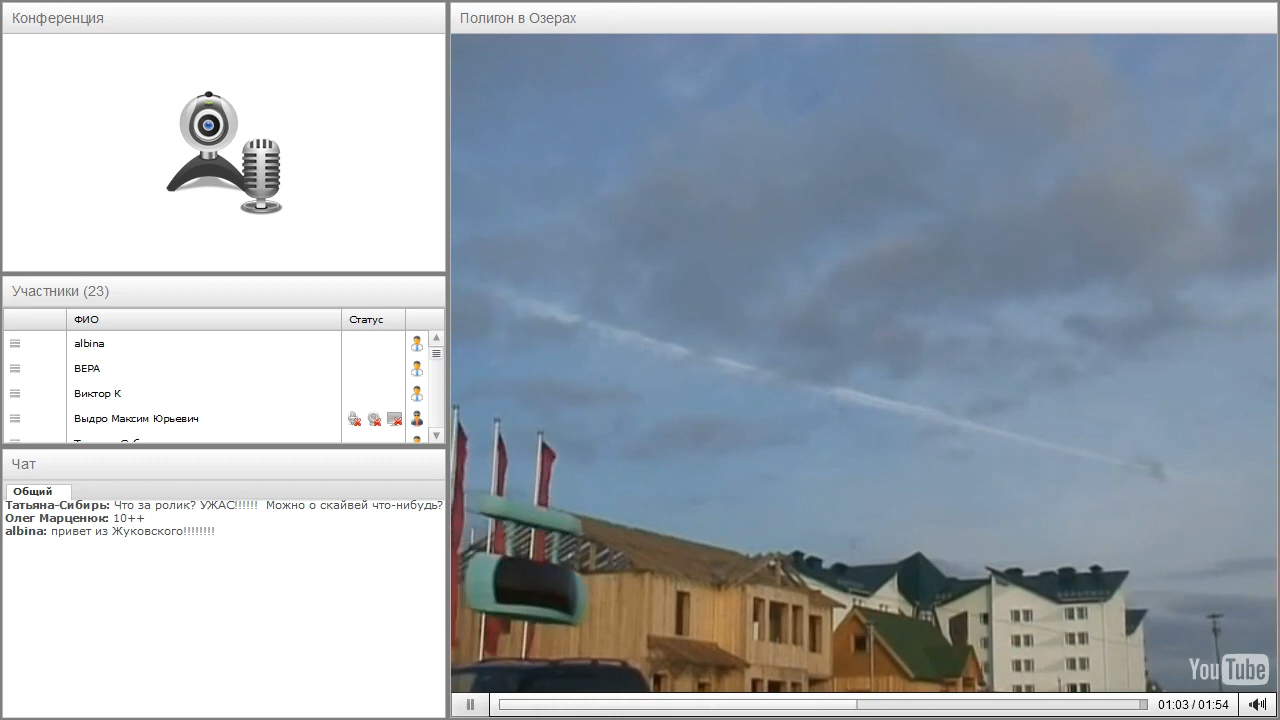 Конференция
Полигон в Озерах
Участники (23)
ФИО Статус
albina
ВЕРА
Виктор К
Выдро Максим Юрьевич
Чат
Общий
Татьяна-Сибирь: Что за ролик? УЖАС!!!!!! Можно о скайвей что-нибудь?
Олег Марценюк: 10++
albina: привет из Жуковского!!!!!!!!
YouTube
01:03 / 01:54